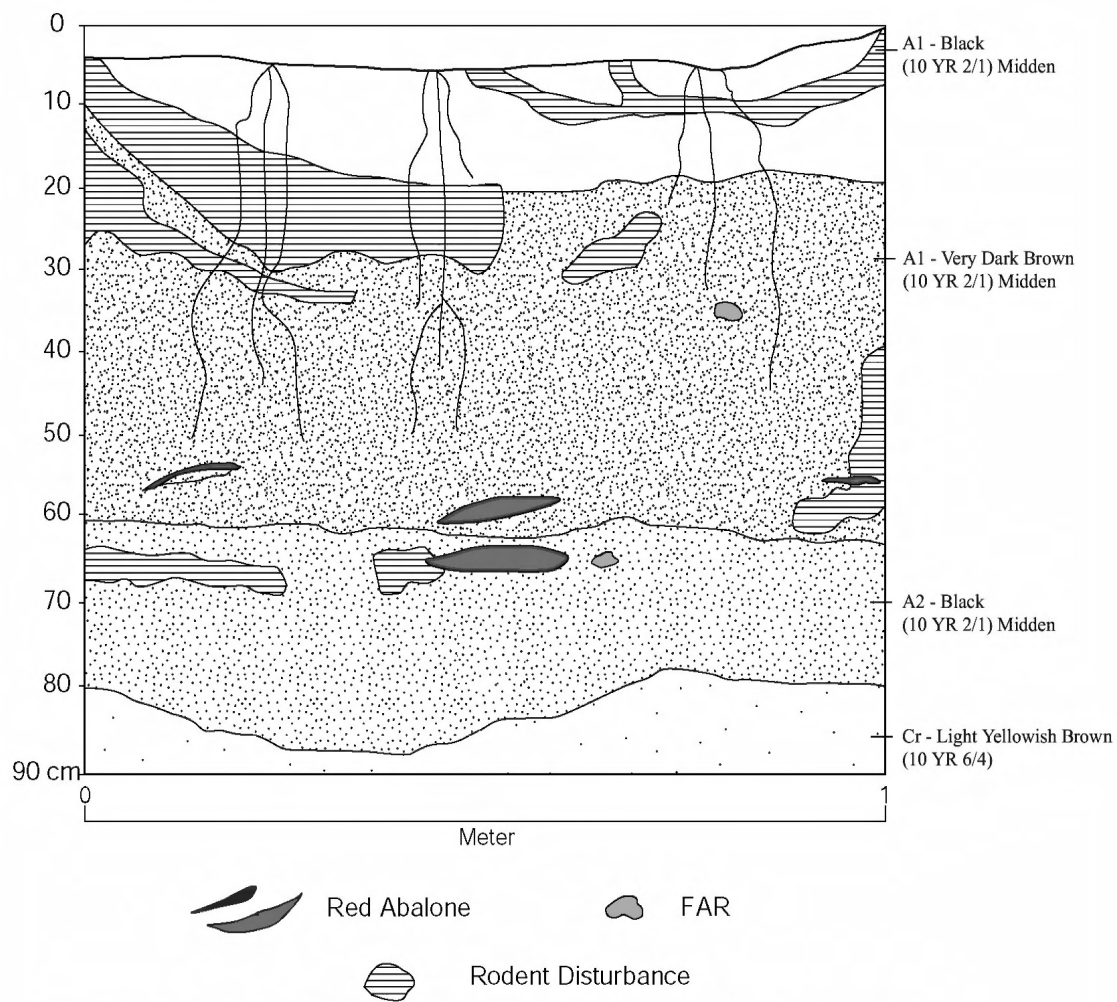 0
10
20
30
40
50
60
70
80
90 cm
A1 - Black
(10 YR 2/1) Midden
A1 - Very Dark Brown
(10 YR 2/1) Midden
A2 - Black
(10 YR 2/1) Midden
Cr - Light Yellowish Brown
(10 YR 6/4)
0
1
Meter
Red Abalone
FAR
Rodent Disturbance